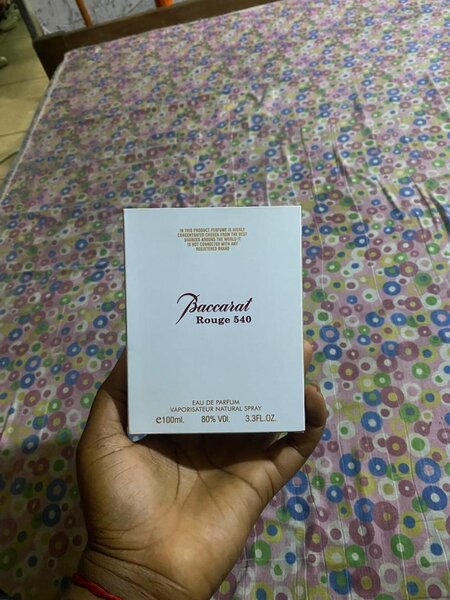 IN THIS PRODUCT PERFUME IS HIGHLY
CONCENTRATED CHOSEN FROM THE BEST
SOURCES AROUND THE WORLD IT
IS NOT CONNECTED WITH ANY
REGISTERED BRAND
Baccarat
Rouge 540
EAU DE PARFUM
VAPORISATEUR NATURAL SPRAY
e100ml. 80% VOl. 3.3FL.OZ.